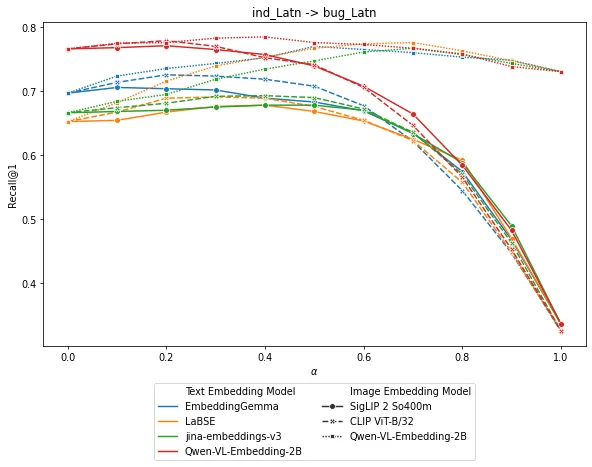 ind_Latn -> bug_Latn
0.8
0.7
0.6
0.5
0.4
Recall@1
0.0 0.2 0.4 0.6 0.8 1.0
α
Text Embedding Model
EmbeddingGemma
LaBSE
jina-embeddings-v3
Qwen-VL-Embedding-2B
Image Embedding Model
SigLIP 2 So400m
CLIP ViT-B/32
Qwen-VL-Embedding-2B